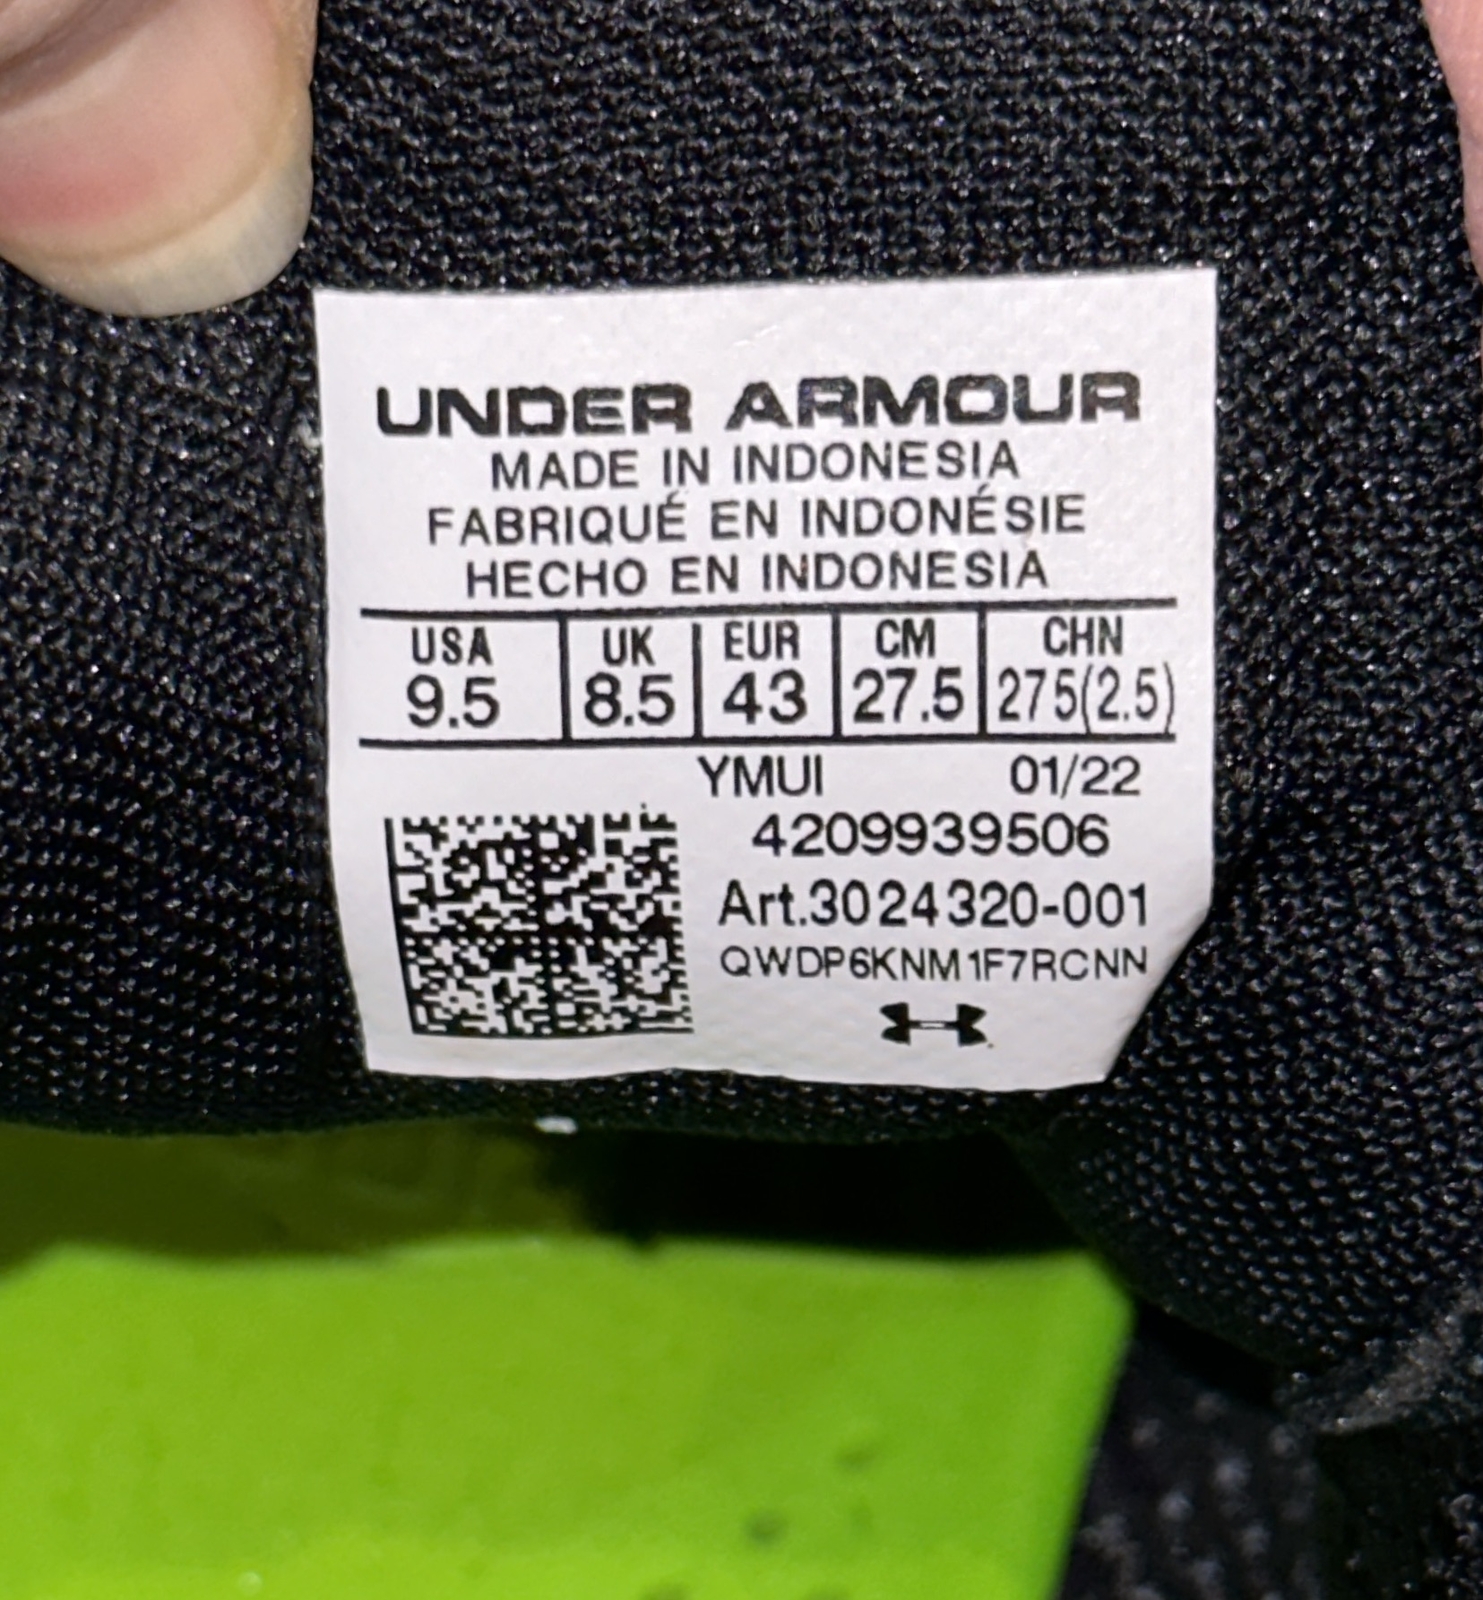 UNDER ARMOUR
MADE IN INDONESIA
FABRIQUÉ EN INDONÉSIE
HECHO EN INDONESIA
USA UK EUR CM CHN
9.5 8.5 43 27.5 275(2.5)
YMUI 01/22
4209939506
Art.3024320-001
QWDP6KNM1F7RCNN